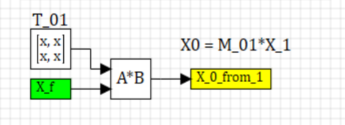 T_01
[x, x]
[x, x]
X_f
A*B
X0 = M_01*X_1
X_0_from_1